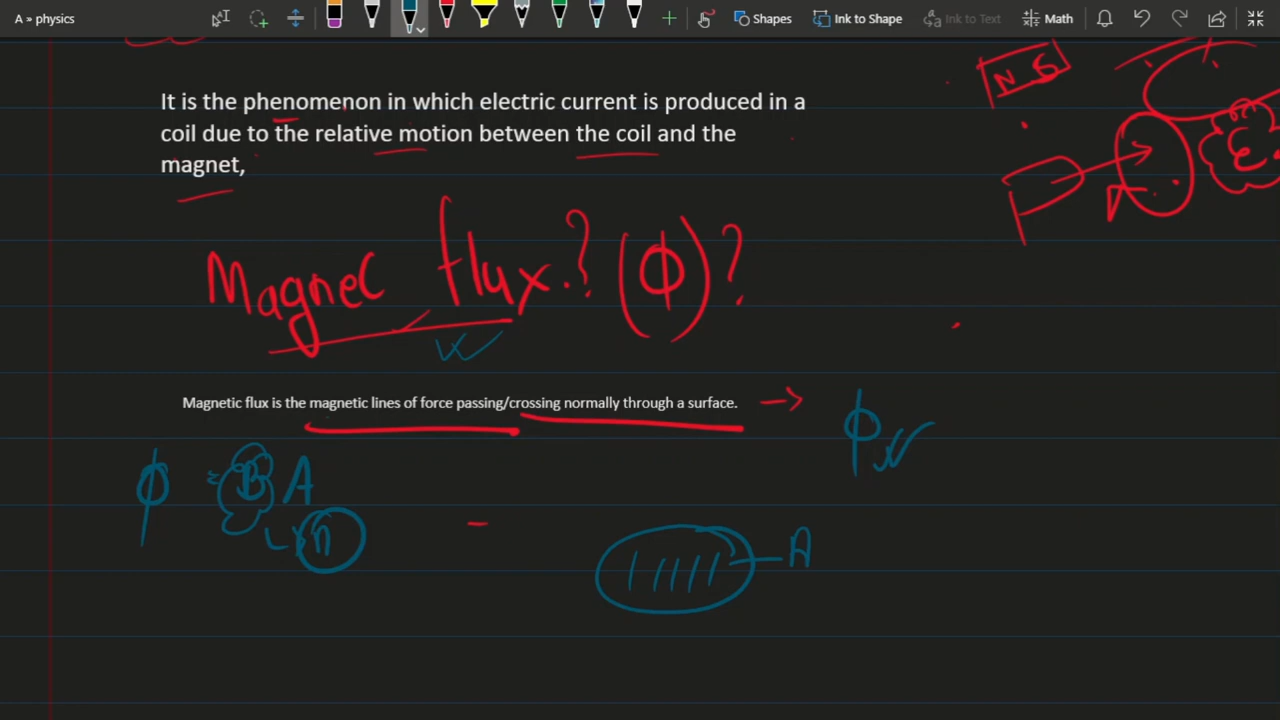 A » physics
Shapes
Ink to Shape
Ink to Text
Math
It is the phenomenon in which electric current is produced in a
coil due to the relative motion between the coil and the
magnet,
N S
ε
Magnet flux.? (Φ)?
Magnetic flux is the magnetic lines of force passing/crossing normally through a surface. →
Φ
Φ = B A
A